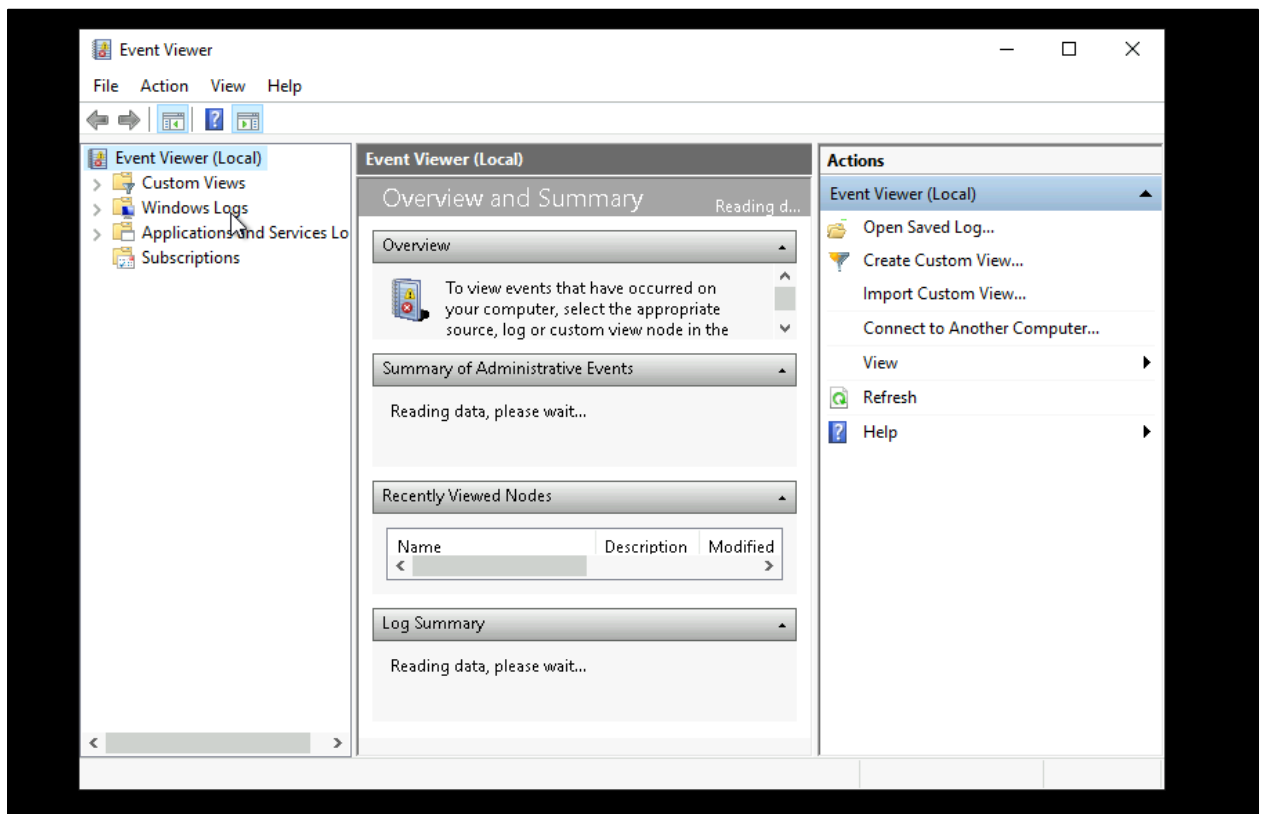 Event Viewer
File Action View Help
Event Viewer (Local)
Custom Views
Windows Logs
Applications and Services Lo
Subscriptions
Event Viewer (Local)
Overview and Summary
Reading d...
Overview
To view events that have occurred on
your computer, select the appropriate
source, log or custom view node in the
Summary of Administrative Events
Reading data, please wait...
Recently Viewed Nodes
Name Description Modified
Log Summary
Reading data, please wait...
Actions
Event Viewer (Local)
Open Saved Log...
Create Custom View...
Import Custom View...
Connect to Another Computer...
View
Refresh
Help